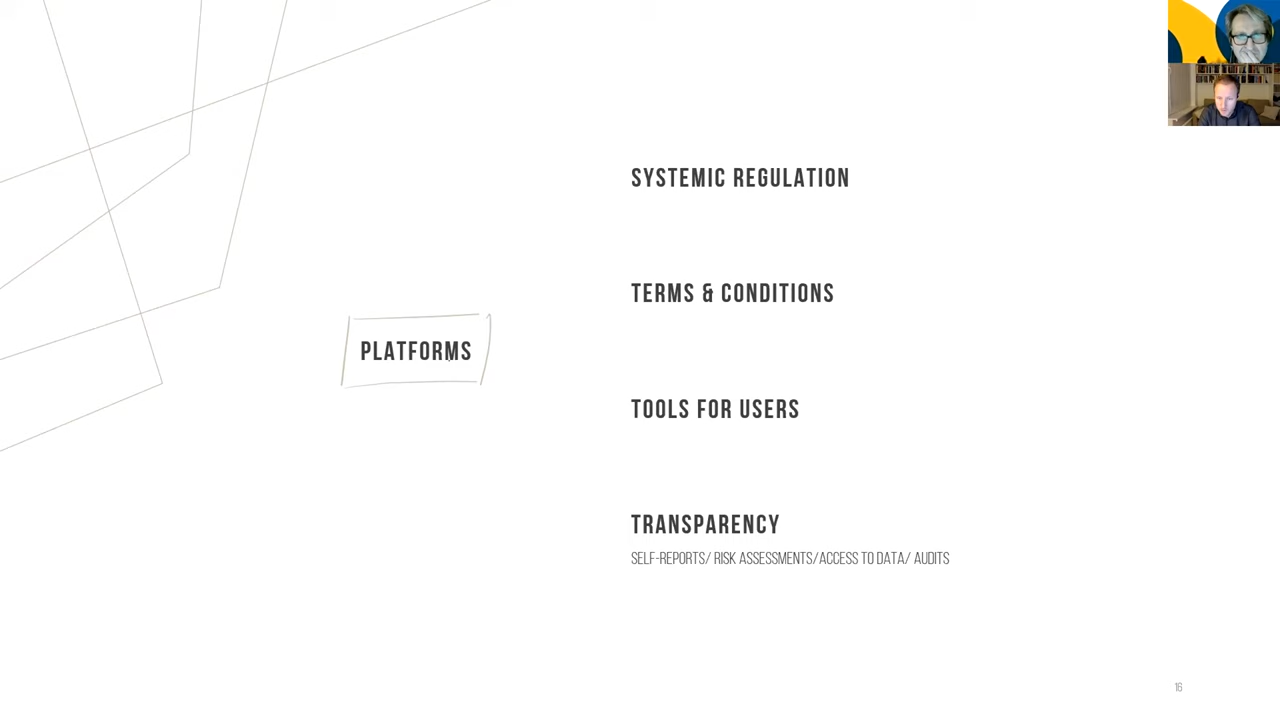 SYSTEMIC REGULATION
TERMS & CONDITIONS
PLATFORMS
TOOLS FOR USERS
TRANSPARENCY
SELF-REPORTS/ RISK ASSESSMENTS/ACCESS TO DATA/ AUDITS
16